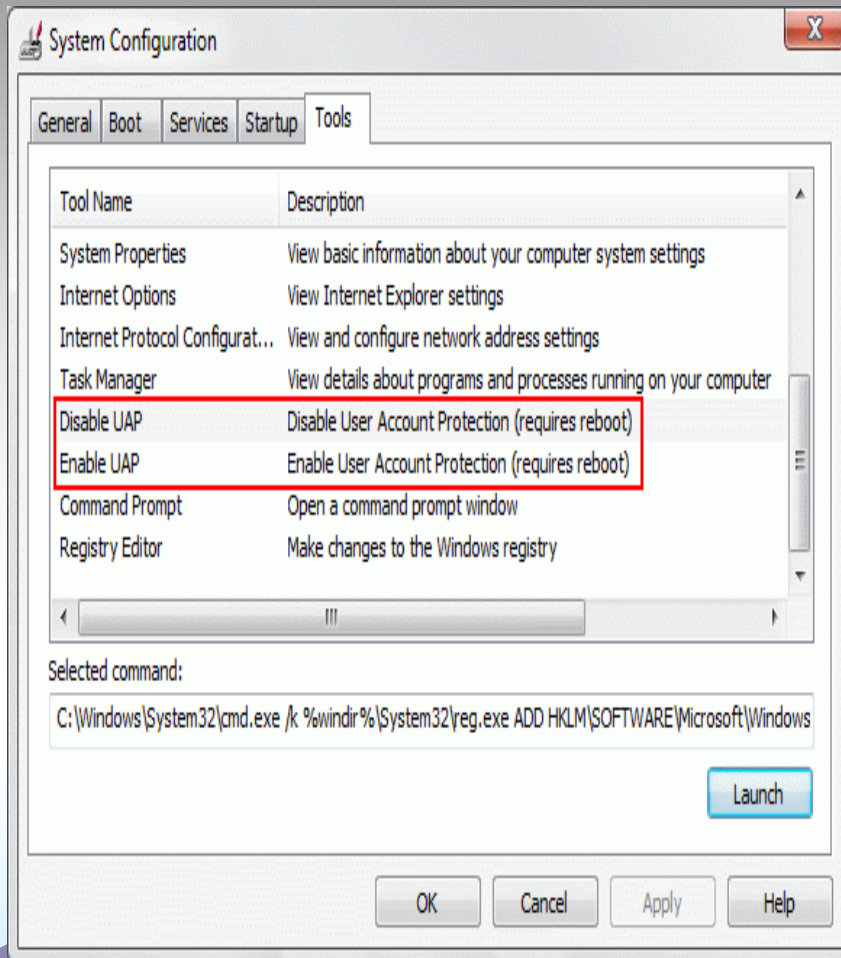 System Configuration
X
General Boot Services Startup Tools
Tool Name Description
System Properties View basic information about your computer system settings
Internet Options View Internet Explorer settings
Internet Protocol Configurat... View and configure network address settings
Task Manager View details about programs and processes running on your computer
Disable UAP Disable User Account Protection (requires reboot)
Enable UAP Enable User Account Protection (requires reboot)
Command Prompt Open a command prompt window
Registry Editor Make changes to the Windows registry
Selected command:
C:\Windows\System32\cmd.exe /k %windir%\System32\reg.exe ADD HKLM\SOFTWARE\Microsoft\Windows
Launch
OK Cancel Apply Help